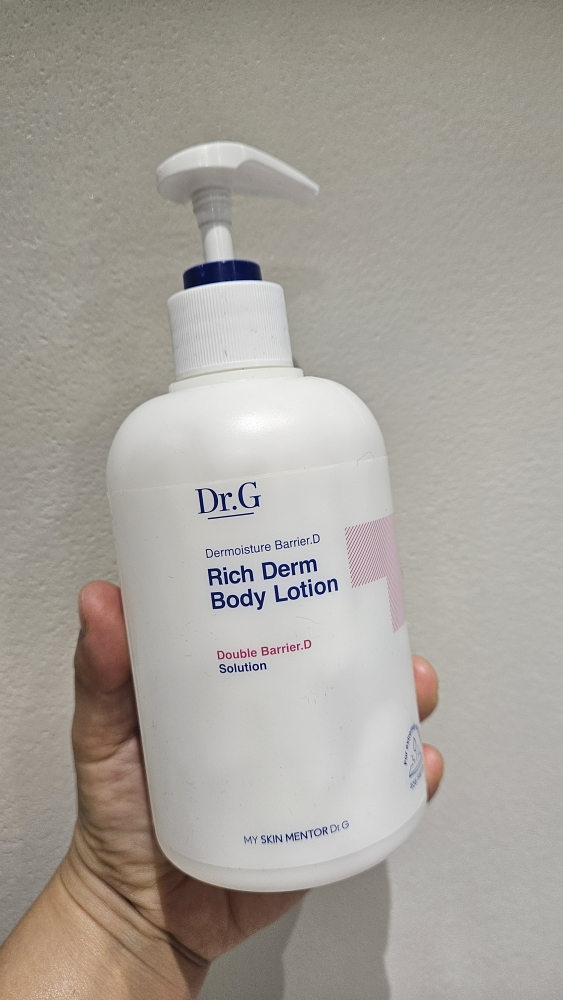 Dr.G
Dermoisture Barrier.D
Rich Derm
Body Lotion
Double Barrier.D
Solution
MY SKIN MENTOR Dr.G